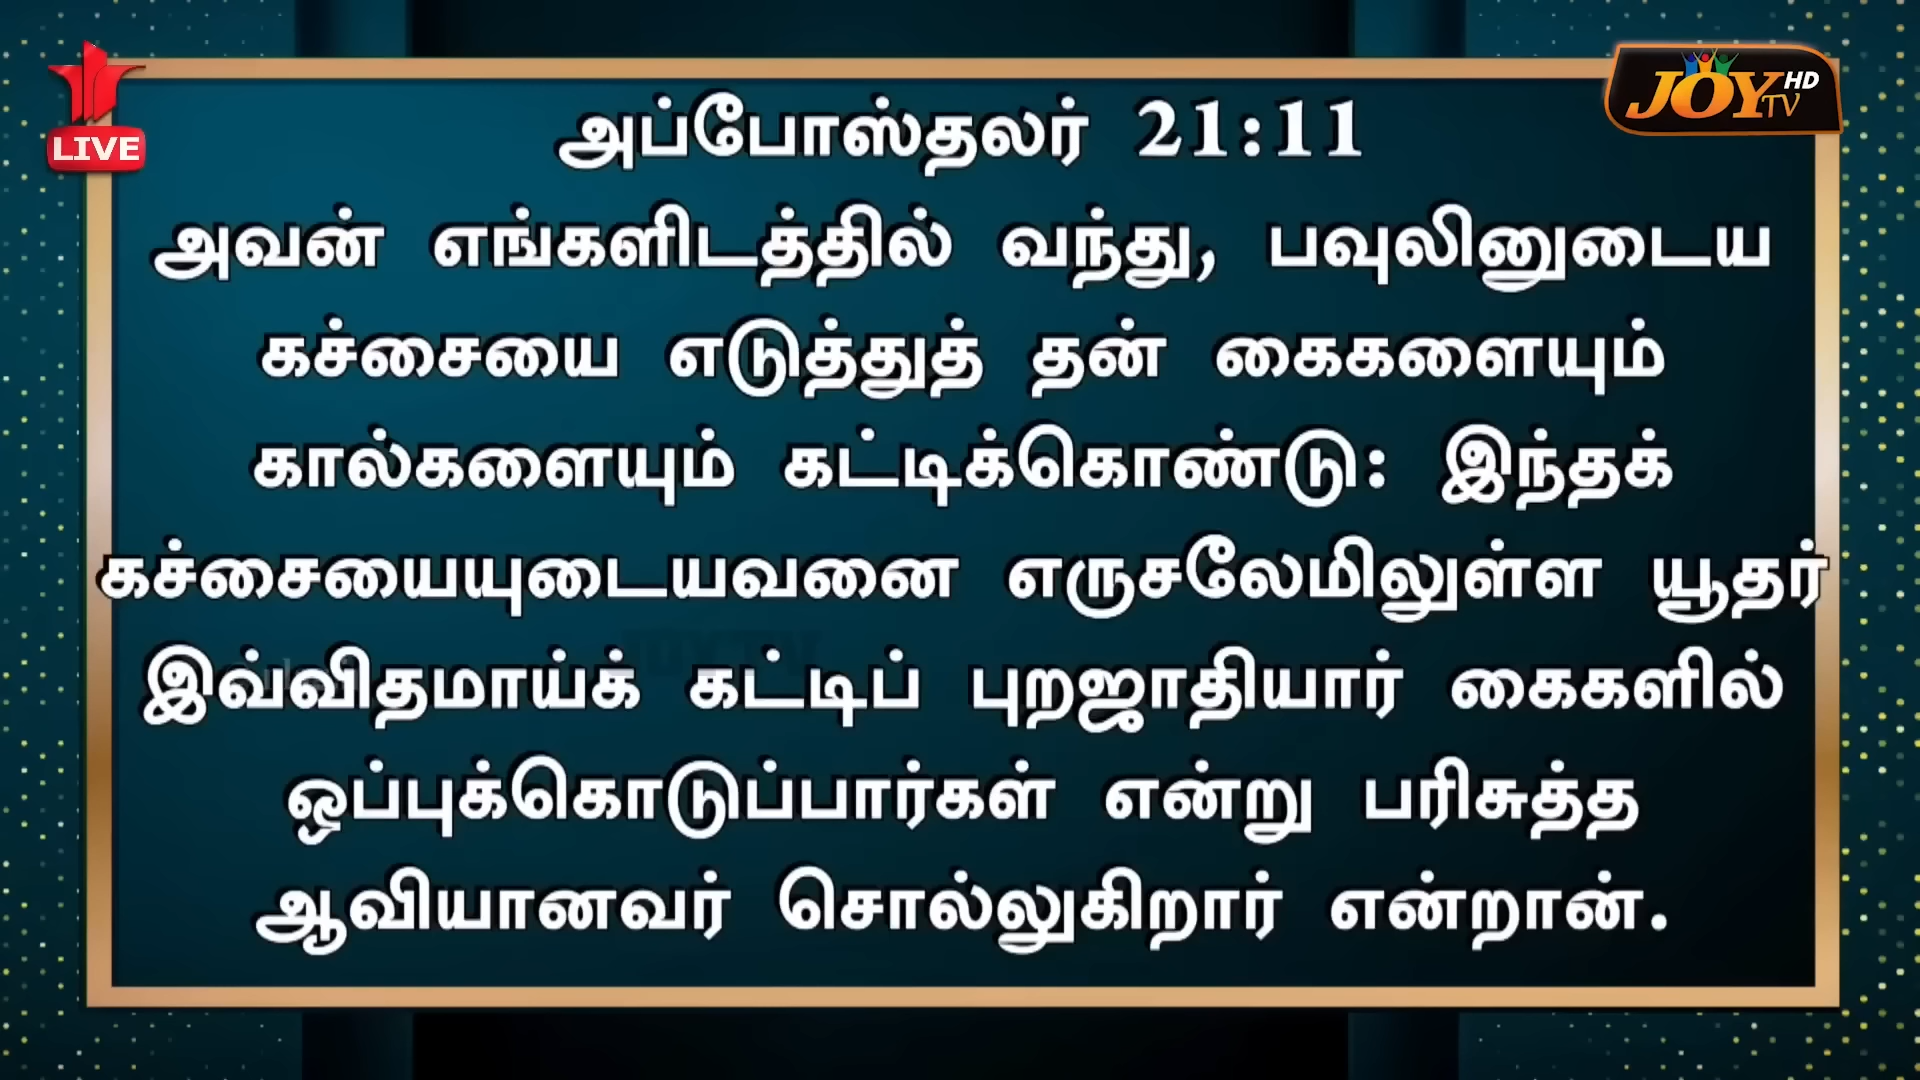 LIVE
JOY TV HD
அப்போஸ்தலர் 21:11
அவன் எங்களிடத்தில் வந்து, பவுலினுடைய
கச்சையை எடுத்துத் தன் கைகளையும்
கால்களையும் கட்டிக்கொண்டு: இந்தக்
கச்சையையுடையவனை எருசலேமிலுள்ள யூதர்
இவ்விதமாய்க் கட்டிப் புறஜாதியார் கைகளில்
ஒப்புக்கொடுப்பார்கள் என்று பரிசுத்த
ஆவியானவர் சொல்லுகிறார் என்றான்.